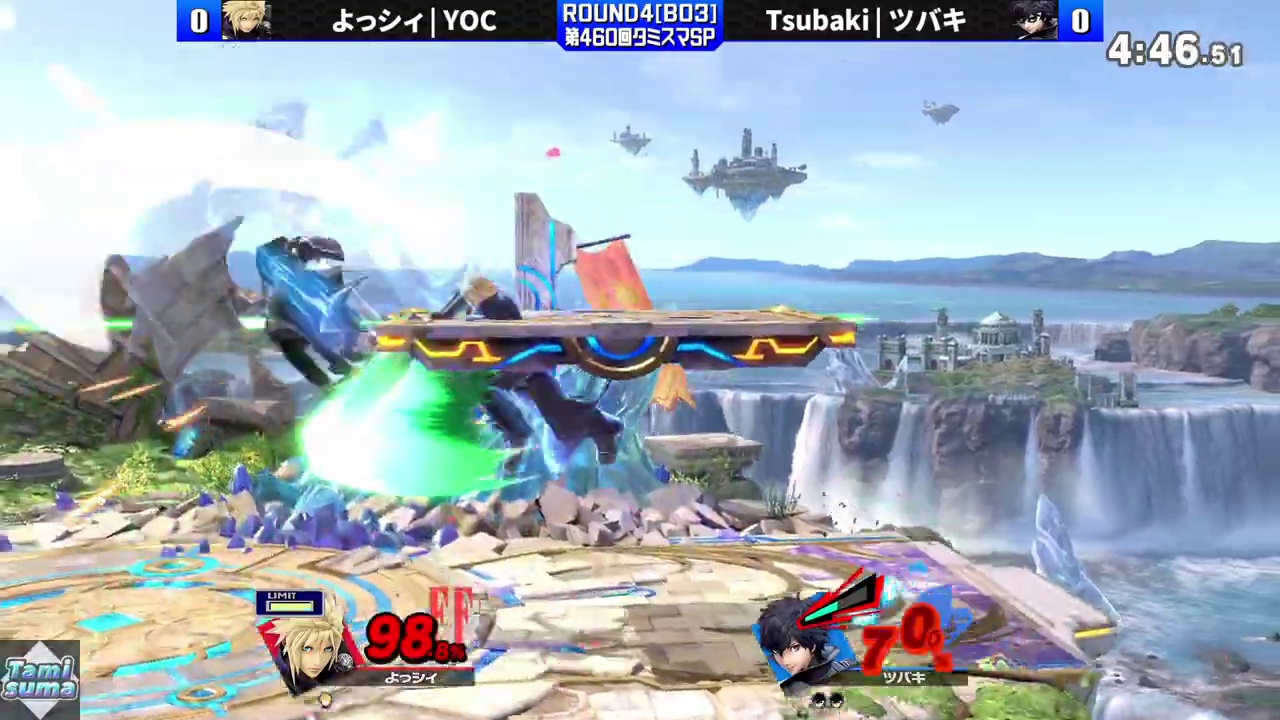 0
よっシィ | YOC
ROUND4[BO3]
第460回タミスマSP
Tsubaki | ツバキ
0
4:46.51
LIMIT
98.8%
よっシィ
ツバキ
Tami
suma